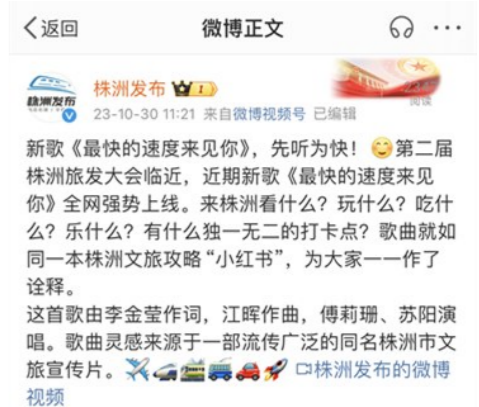 返回
微博正文
株洲发布
株洲发布
23-10-30 11:21 来自微博视频号 已编辑
阅读
新歌《最快的速度来见你》，先听为快！第二届
株洲旅发大会临近，近期新歌《最快的速度来见
你》全网强势上线。来株洲看什么？玩什么？吃什
么？乐什么？有什么独一无二的打卡点？歌曲就如
同一本株洲文旅攻略“小红书”，为大家一一作了
诠释。
这首歌由李金莹作词，江晖作曲，傅莉珊、苏阳演
唱。歌曲灵感来源于一部流传广泛的同名株洲市文
旅宣传片。株洲发布的微博
视频